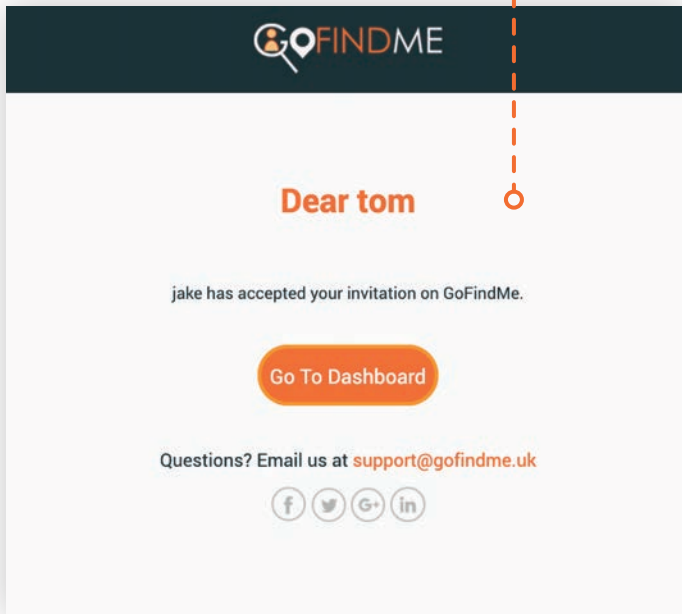 GOFINDME
Dear tom
jake has accepted your invitation on GoFindMe.
Go To Dashboard
Questions? Email us at support@gofindme.uk
f G+ in